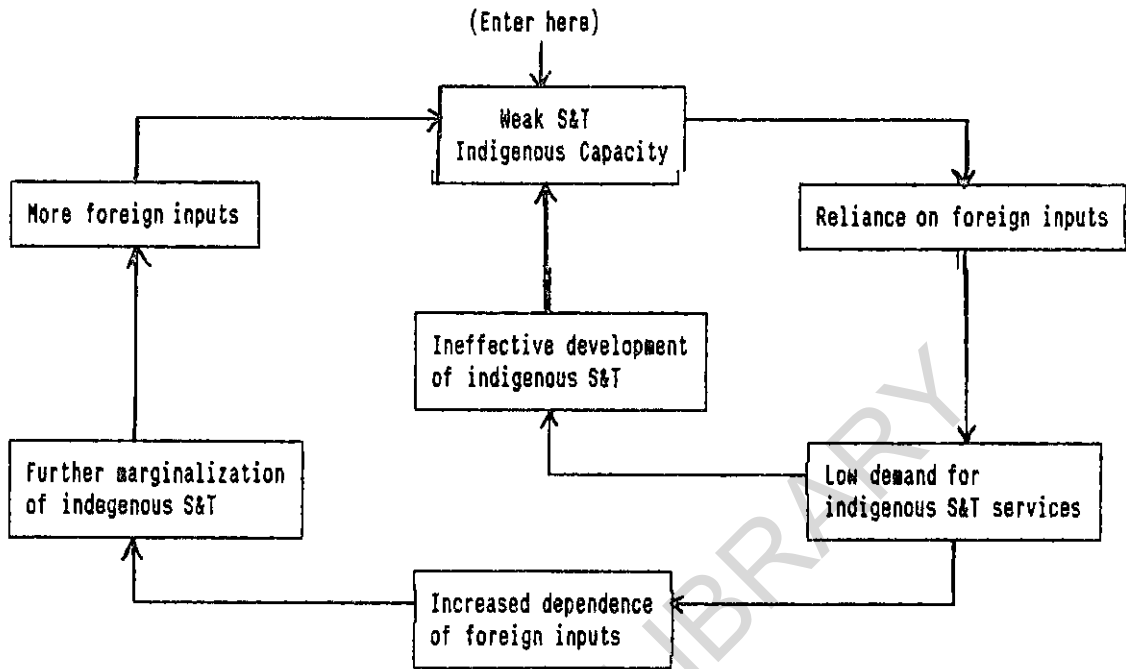 (Enter here)
Weak S&T
Indigenous Capacity
More foreign inputs
Reliance on foreign inputs
Ineffective development
of indigenous S&T
Further marginalization
of indegenous S&T
Low demand for
indigenous S&T services
Increased dependence
of foreign inputs
LIBRARY